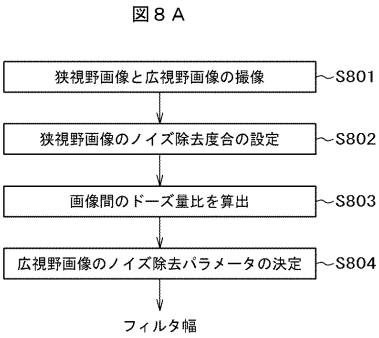 図８Ａ
狭視野画像と広視野画像の撮像
S801
狭視野画像のノイズ除去度合の設定
S802
画像間のドーズ量比を算出
S803
広視野画像のノイズ除去パラメータの決定
S804
フィルタ幅